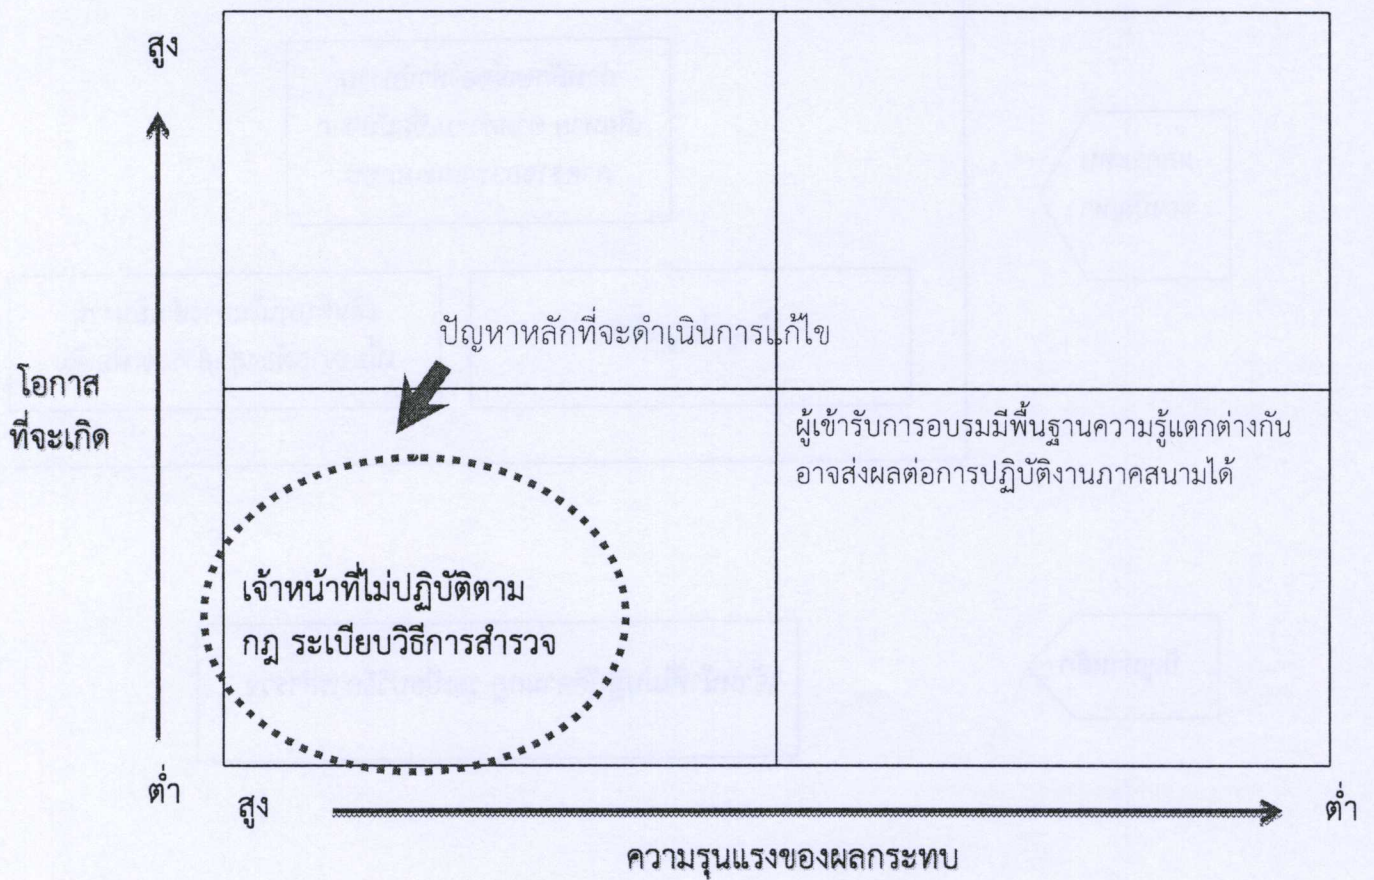 สูง
ปัญหาหลักที่จะดำเนินการแก้ไข
โอกาส
ที่จะเกิด
ผู้เข้ารับการอบรมมีพื้นฐานความรู้แตกต่างกัน
อาจส่งผลต่อการปฏิบัติงานภาคสนามได้
เจ้าหน้าที่ไม่ปฏิบัติตาม
กฎ ระเบียบวิธีการสำรวจ
ต่ำ
สูง
ต่ำ
ความรุนแรงของผลกระทบ